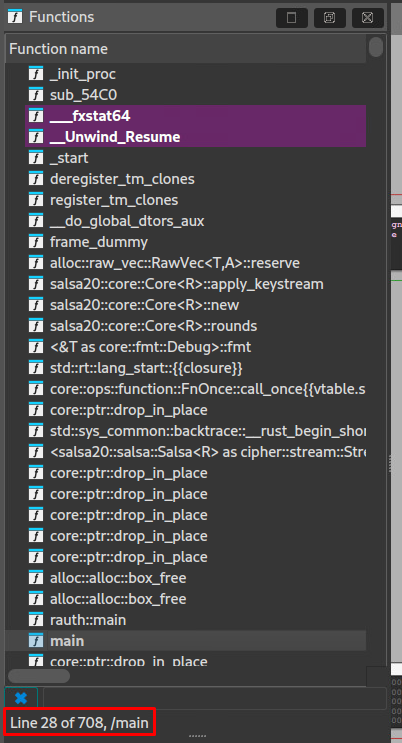 Functions
Function name
_init_proc
sub_54C0
___fxstat64
__Unwind_Resume
_start
deregister_tm_clones
register_tm_clones
__do_global_dtors_aux
frame_dummy
alloc::raw_vec::RawVec<T,A>::reserve
salsa20::core::Core<R>::apply_keystream
salsa20::core::Core<R>::new
salsa20::core::Core<R>::rounds
<&T as core::fmt::Debug>::fmt
std::rt::lang_start::{{closure}}
core::ops::function::FnOnce::call_once{{vtable.s
core::ptr::drop_in_place
std::sys_common::backtrace::__rust_begin_shor
<salsa20::salsa::Salsa<R> as cipher::stream::Stre
core::ptr::drop_in_place
core::ptr::drop_in_place
core::ptr::drop_in_place
core::ptr::drop_in_place
core::ptr::drop_in_place
alloc::alloc::box_free
alloc::alloc::box_free
rauth::main
main
core::ptr::drop_in_place
Line 28 of 708, /main